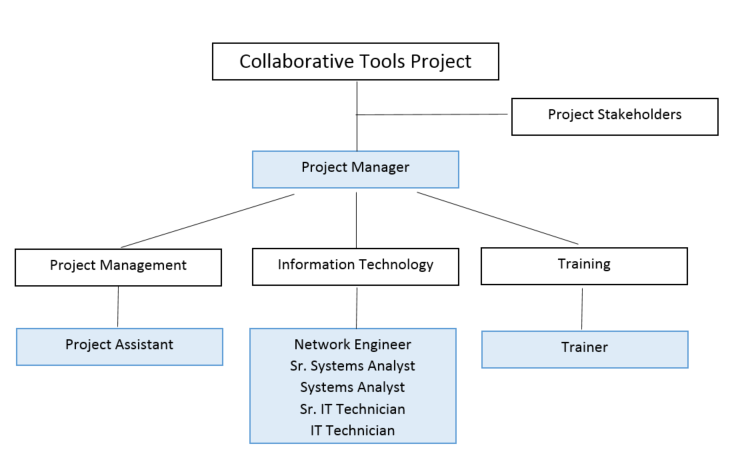 Collaborative Tools Project
Project Stakeholders
Project Manager
Project Management
Information Technology
Training
Project Assistant
Network Engineer
Sr. Systems Analyst
Systems Analyst
Sr. IT Technician
IT Technician
Trainer